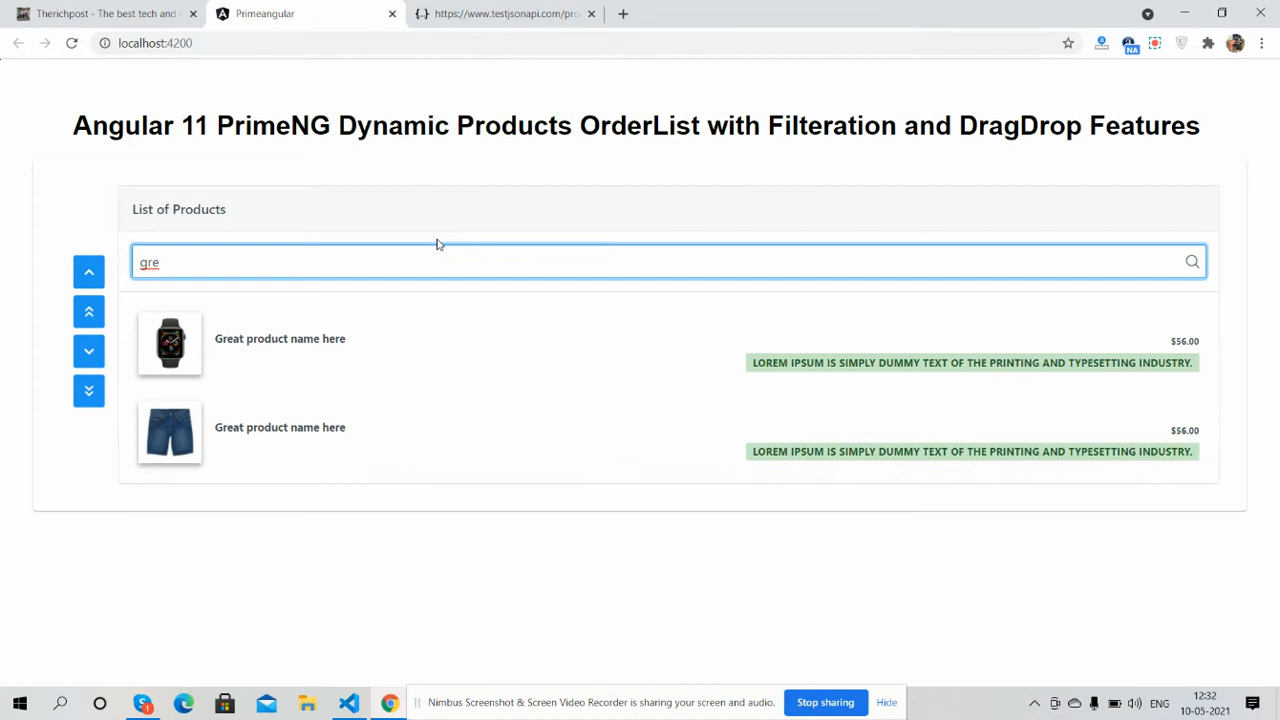 Therichpost - The best tech and
Primeangular
https://www.testjsonapi.com/pro
localhost:4200
NA
Angular 11 PrimeNG Dynamic Products OrderList with Filteration and DragDrop Features
List of Products
gre
Great product name here
$56.00
LOREM IPSUM IS SIMPLY DUMMY TEXT OF THE PRINTING AND TYPESETTING INDUSTRY.
Great product name here
$56.00
LOREM IPSUM IS SIMPLY DUMMY TEXT OF THE PRINTING AND TYPESETTING INDUSTRY.
Nimbus Screenshot & Screen Video Recorder is sharing your screen and audio.
Stop sharing
Hide
ENG
12:32
10-05-2021